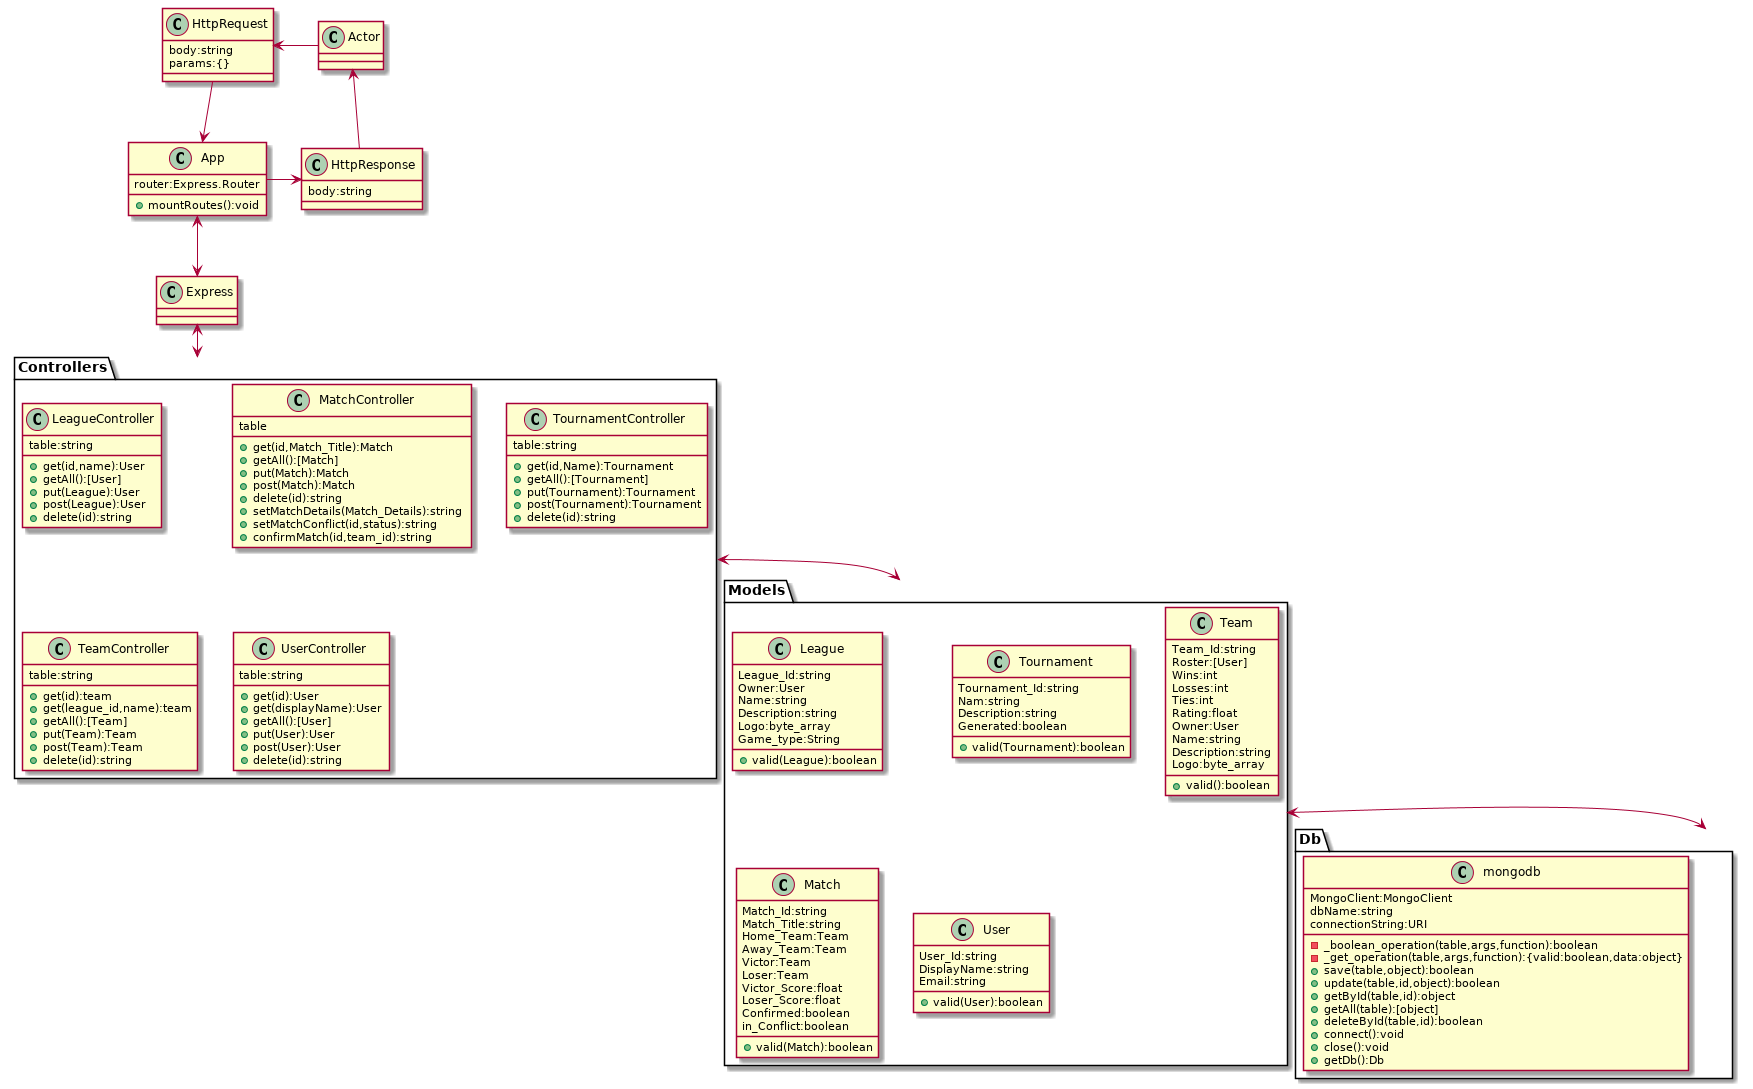 C HttpRequest
body:string
params:{}
C Actor
C App
router:Express.Router
mountRoutes():void
C HttpResponse
body:string
C Express
Controllers
C LeagueController
table:string
get(id,name):User
getAll():[User]
put(League):User
post(League):User
delete(id):string
C MatchController
table
get(id,Match_Title):Match
getAll():[Match]
put(Match):Match
post(Match):Match
delete(id):string
setMatchDetails(Match_Details):string
setMatchConflict(id,status):string
confirmMatch(id,team_id):string
C TournamentController
table:string
get(id,Name):Tournament
getAll():[Tournament]
put(Tournament):Tournament
post(Tournament):Tournament
delete(id):string
C TeamController
table:string
get(id):team
get(league_id,name):team
getAll():[Team]
put(Team):Team
post(Team):Team
delete(id):string
C UserController
table:string
get(id):User
get(displayName):User
getAll():[User]
put(User):User
post(User):User
delete(id):string
Models
C League
League_Id:string
Owner:User
Name:string
Description:string
Logo:byte_array
Game_type:String
valid(League):boolean
C Tournament
Tournament_Id:string
Nam:string
Description:string
Generated:boolean
valid(Tournament):boolean
C Team
Team_Id:string
Roster:[User]
Wins:int
Losses:int
Ties:int
Rating:float
Owner:User
Name:string
Description:string
Logo:byte_array
valid():boolean
C Match
Match_Id:string
Match_Title:string
Home_Team:Team
Away_Team:Team
Victor:Team
Loser:Team
Victor_Score:float
Loser_Score:float
Confirmed:boolean
in_Conflict:boolean
valid(Match):boolean
C User
User_Id:string
DisplayName:string
Email:string
valid(User):boolean
Db
C mongodb
MongoClient:MongoClient
dbName:string
connectionString:URI
_boolean_operation(table,args,function):boolean
_get_operation(table,args,function):{valid:boolean,data:object}
save(table,object):boolean
update(table,id,object):boolean
getById(table,id):object
getAll(table):[object]
deleteById(table,id):boolean
connect():void
close():void
getDb():Db